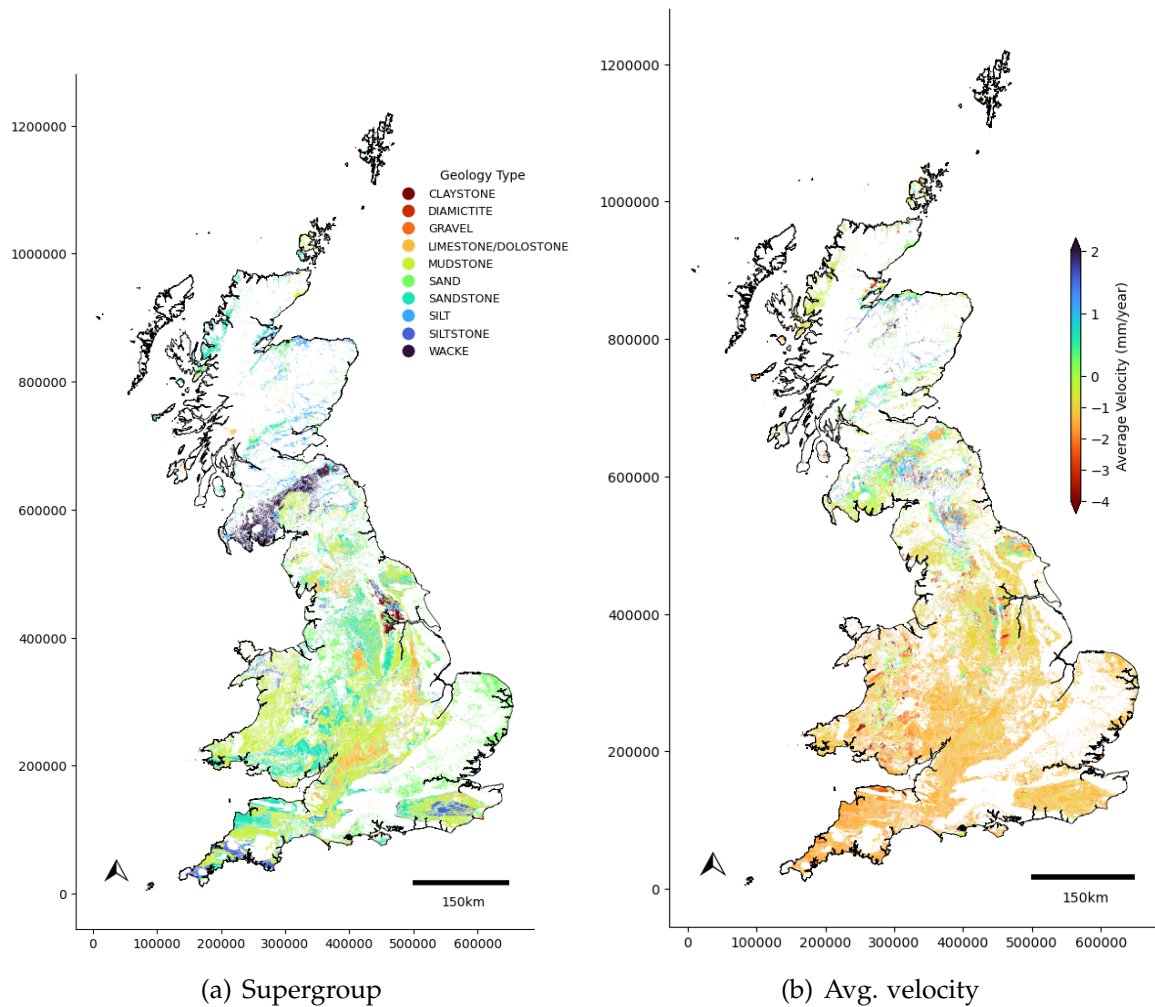 1200000
1000000
800000
600000
400000
200000
0
0 100000 200000 300000 400000 500000 600000
Geology Type
CLAYSTONE
DIAMICTITE
GRAVEL
LIMESTONE/DOLOSTONE
MUDSTONE
SAND
SANDSTONE
SILT
SILTSTONE
WACKE
150km
(a) Supergroup
1200000
1000000
800000
600000
400000
200000
0
0 100000 200000 300000 400000 500000 600000
2
1
0
−1
−2
−3
−4
Average Velocity (mm/year)
150km
(b) Avg. velocity